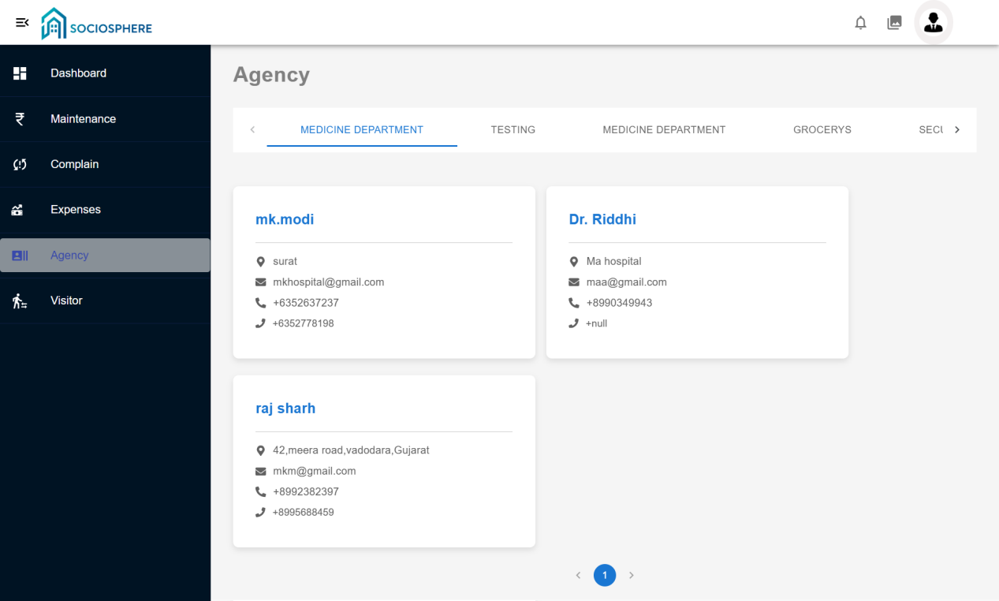 SOCIOSPHERE
Dashboard
Maintenance
Complain
Expenses
Agency
Visitor
Agency
MEDICINE DEPARTMENT
TESTING
MEDICINE DEPARTMENT
GROCERYS
SECU
mk.modi
surat
mkhospital@gmail.com
+6352637237
+6352778198
Dr. Riddhi
Ma hospital
maa@gmail.com
+8990349943
+null
raj sharh
42,meera road,vadodara,Gujarat
mkm@gmail.com
+8992382397
+8995688459
1